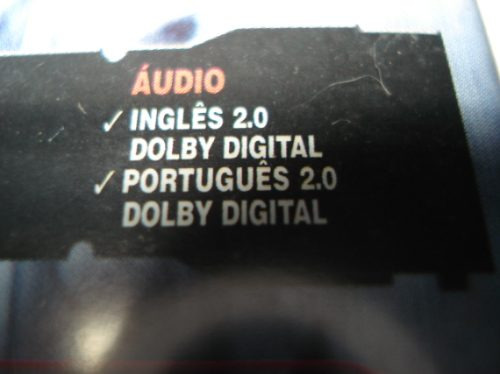 ÁUDIO
✓ INGLÊS 2.0
DOLBY DIGITAL
✓ PORTUGUÊS 2.0
DOLBY DIGITAL